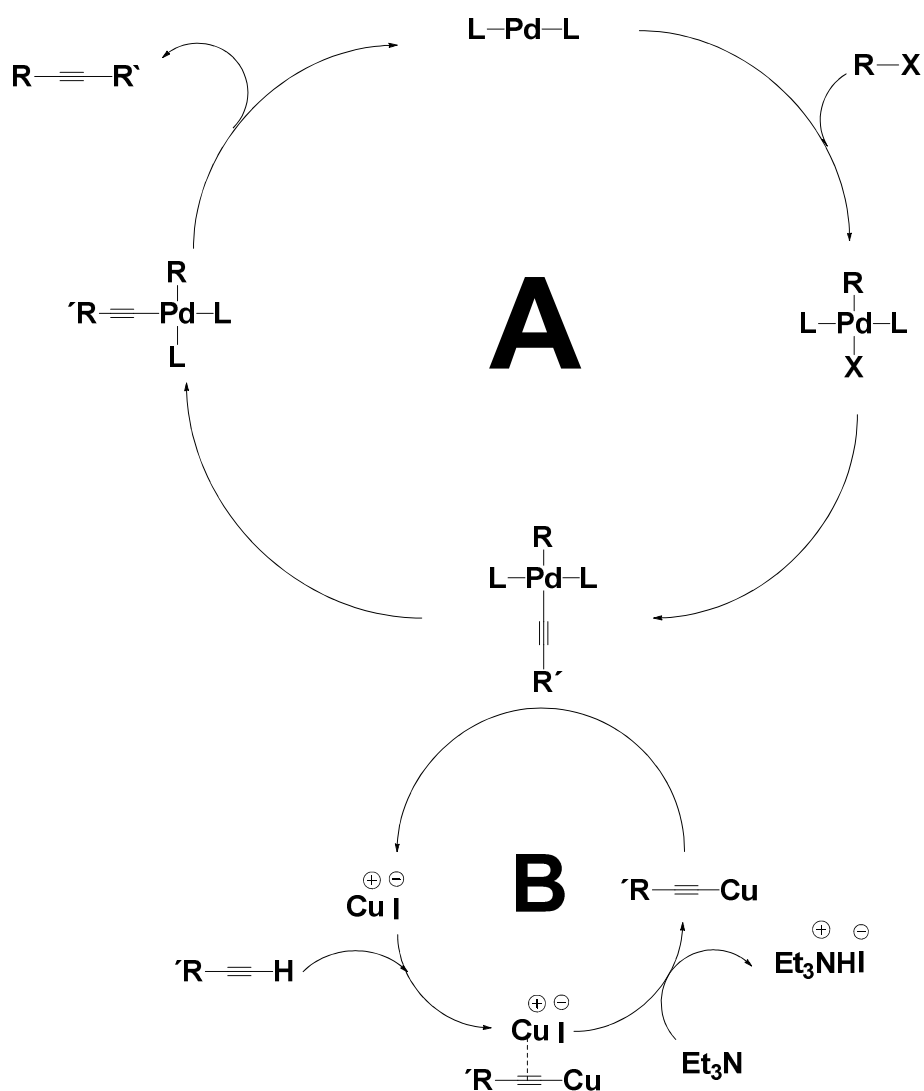 L-Pd-L
R-X
R-≡-R`
R
´R-≡-Pd-L
L
A
R
L-Pd-L
X
R
L-Pd-L
R´
B
⊕ ⊖
Cu I
´R-≡-Cu
⊕ ⊖
Et₃NHI
´R-≡-H
⊕ ⊖
Cu I
´R-≡-Cu
Et₃N